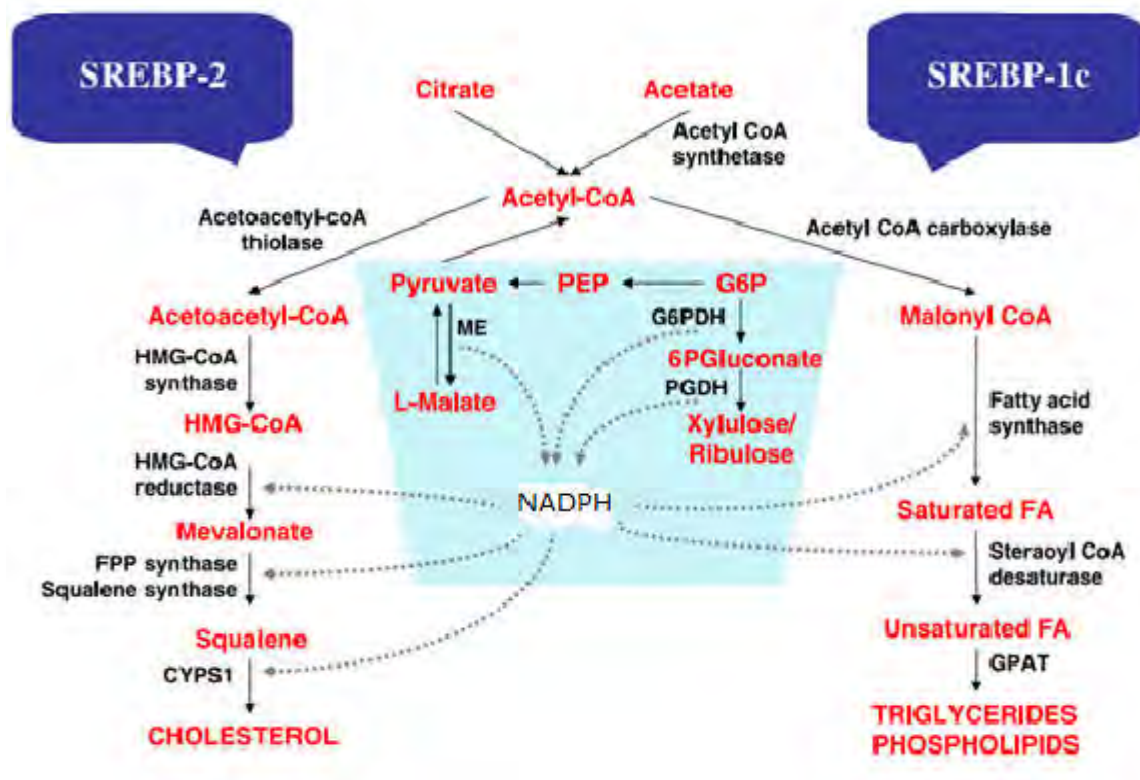 SREBP-2
SREBP-1c
Citrate
Acetate
Acetyl CoA
synthetase
Acetyl-CoA
Acetoacetyl-coA
thiolase
Acetyl CoA carboxylase
Pyruvate
PEP
G6P
Acetoacetyl-CoA
ME
G6PDH
Malonyl CoA
HMG-CoA
synthase
6PGluconate
L-Malate
PGDH
HMG-CoA
Xylulose/
Ribulose
Fatty acid
synthase
HMG-CoA
reductase
NADPH
Mevalonate
Saturated FA
FPP synthase
Squalene synthase
Steraoyl CoA
desaturase
Squalene
Unsaturated FA
CYPS1
GPAT
CHOLESTEROL
TRIGLYCERIDES
PHOSPHOLIPIDS